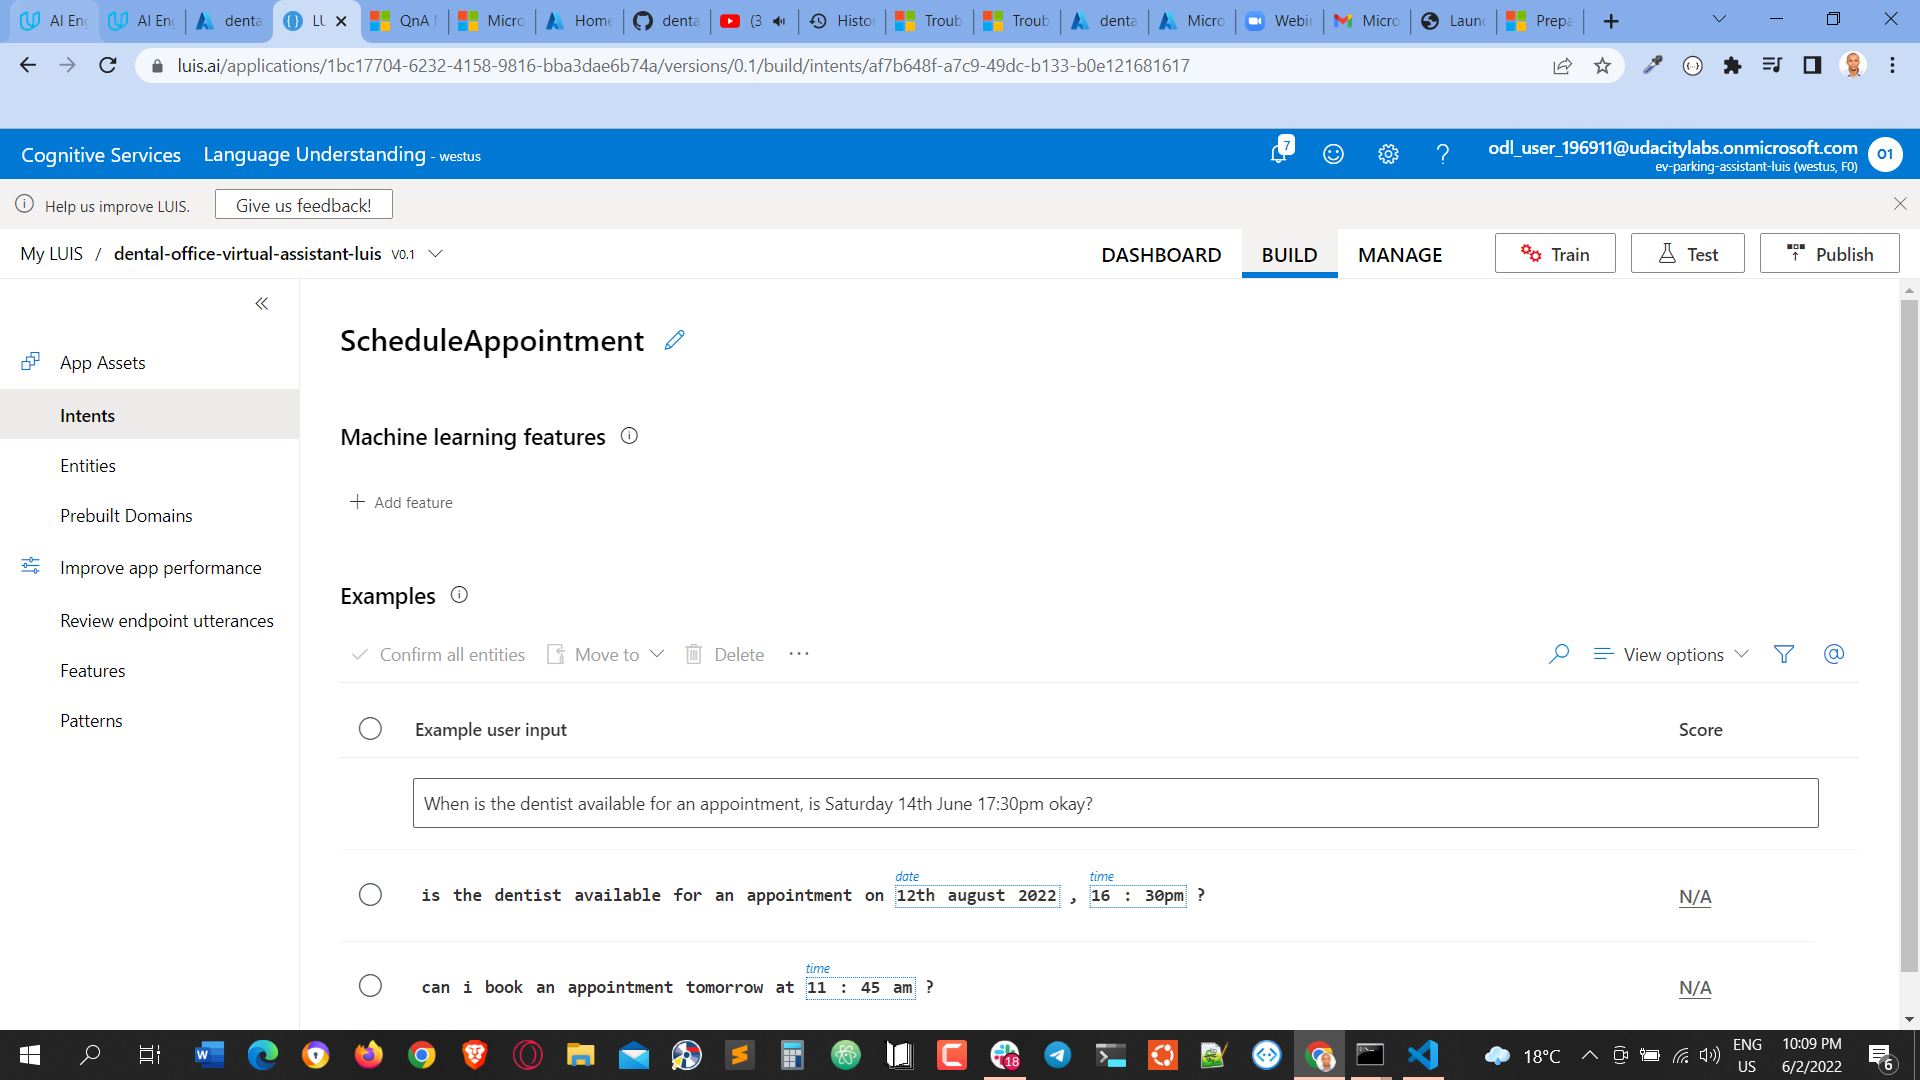 AI Eng
AI Eng
denta
LU
QnA M
Micro
Home
denta
(3
Histo
Troub
Troub
denta
Micro
Webin
Micro
Launc
Prepa
luis.ai/applications/1bc17704-6232-4158-9816-bba3dae6b74a/versions/0.1/build/intents/af7b648f-a7c9-49dc-b133-b0e121681617
Cognitive Services
Language Understanding - westus
7
odl_user_196911@udacitylabs.onmicrosoft.com
ev-parking-assistant-luis (westus, F0)
O1
Help us improve LUIS.
Give us feedback!
My LUIS / dental-office-virtual-assistant-luis V0.1
DASHBOARD
BUILD
MANAGE
Train
Test
Publish
App Assets
Intents
Entities
Prebuilt Domains
Improve app performance
Review endpoint utterances
Features
Patterns
ScheduleAppointment
Machine learning features
+ Add feature
Examples
Confirm all entities
Move to
Delete
View options
Example user input
Score
When is the dentist available for an appointment, is Saturday 14th June 17:30pm okay?
date
time
is the dentist available for an appointment on 12th august 2022 , 16 : 30pm ?
N/A
time
can i book an appointment tomorrow at 11 : 45 am ?
N/A
18
18°C
ENG
US
10:09 PM
6/2/2022
6